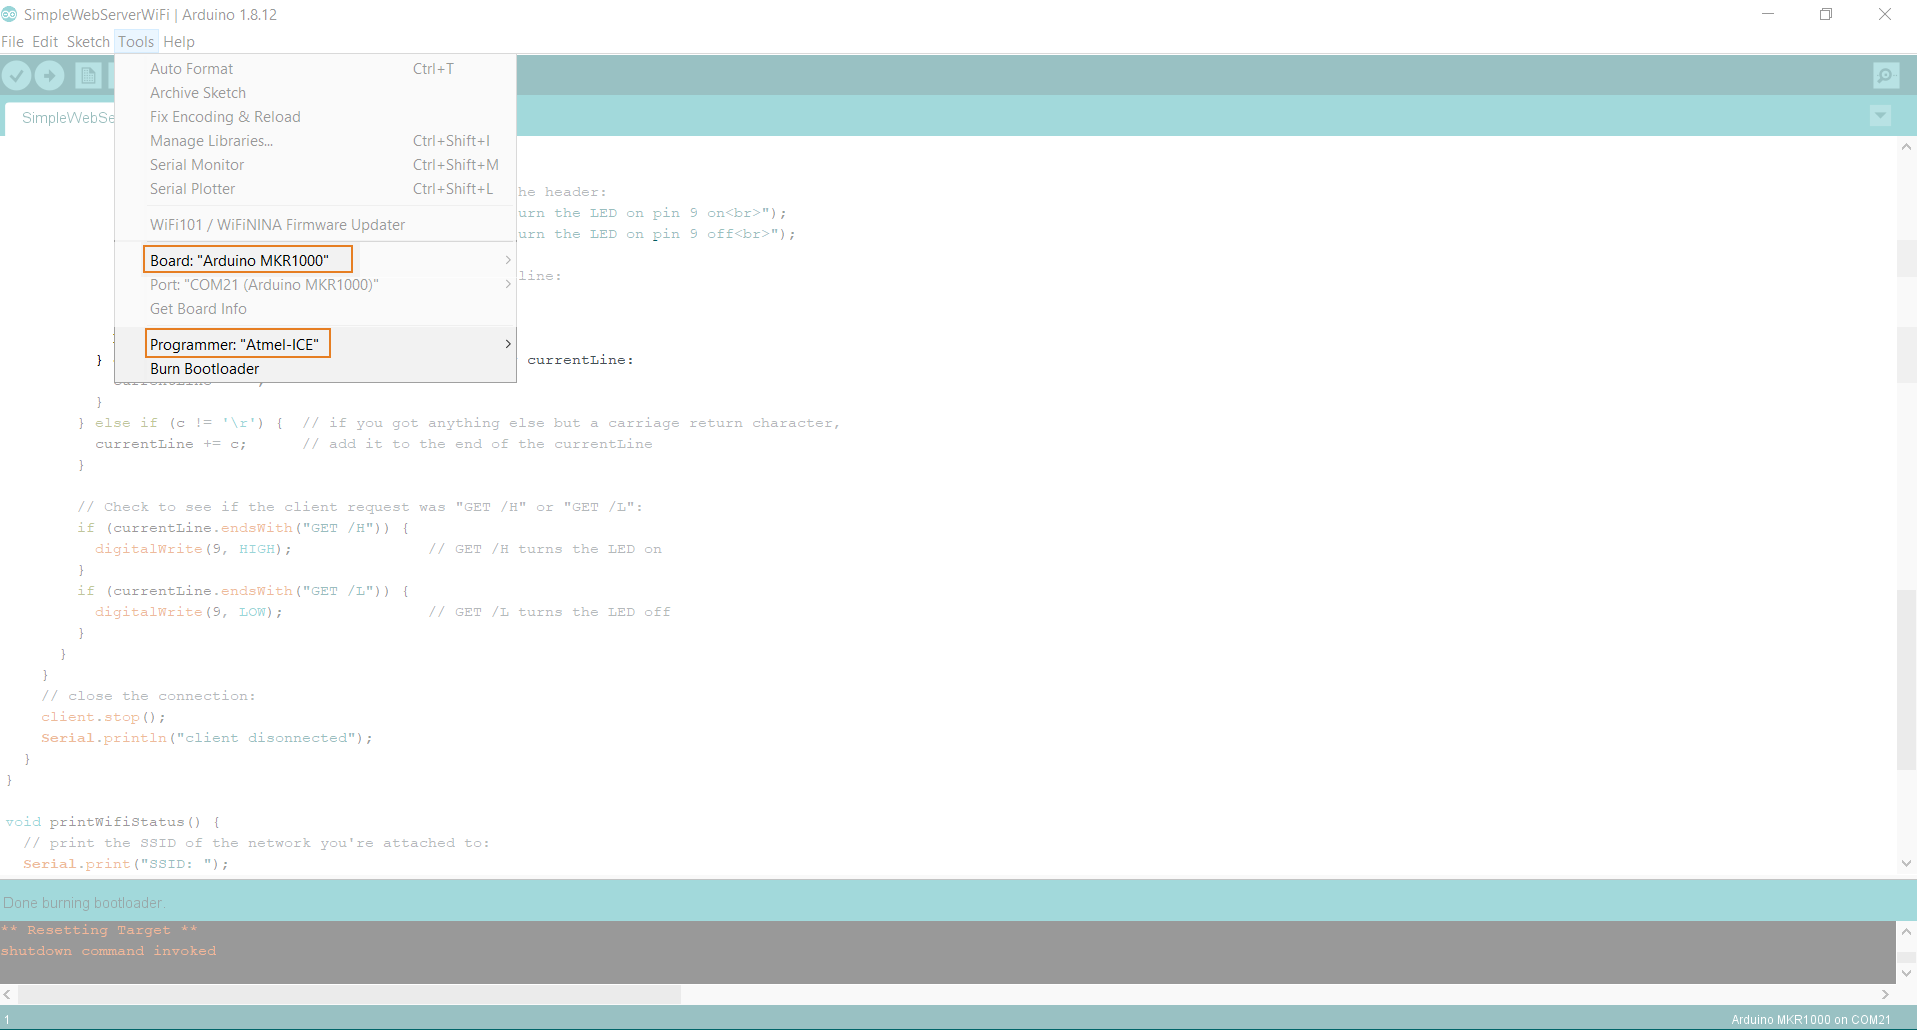 SimpleWebServerWiFi | Arduino 1.8.12
File Edit Sketch Tools Help
Auto Format Ctrl+T
Archive Sketch
SimpleWebSe
Fix Encoding & Reload
Manage Libraries... Ctrl+Shift+I
Serial Monitor Ctrl+Shift+M
Serial Plotter Ctrl+Shift+L
he header:
urn the LED on pin 9 on<br>");
WiFi101 / WiFiNINA Firmware Updater
urn the LED on pin 9 off<br>");
Board: "Arduino MKR1000"
line:
Port: "COM21 (Arduino MKR1000)"
Get Board Info
Programmer: "Atmel-ICE"
} currentLine:
Burn Bootloader
}
} else if (c != '\r') { // if you got anything else but a carriage return character,
currentLine += c; // add it to the end of the currentLine
}
// Check to see if the client request was "GET /H" or "GET /L":
if (currentLine.endsWith("GET /H")) {
digitalWrite(9, HIGH); // GET /H turns the LED on
}
if (currentLine.endsWith("GET /L")) {
digitalWrite(9, LOW); // GET /L turns the LED off
}
}
}
// close the connection:
client.stop();
Serial.println("client disonnected");
}
}
void printWifiStatus() {
// print the SSID of the network you're attached to:
Serial.print("SSID: ");
Done burning bootloader.
** Resetting Target **
shutdown command invoked
1 Arduino MKR1000 on COM21